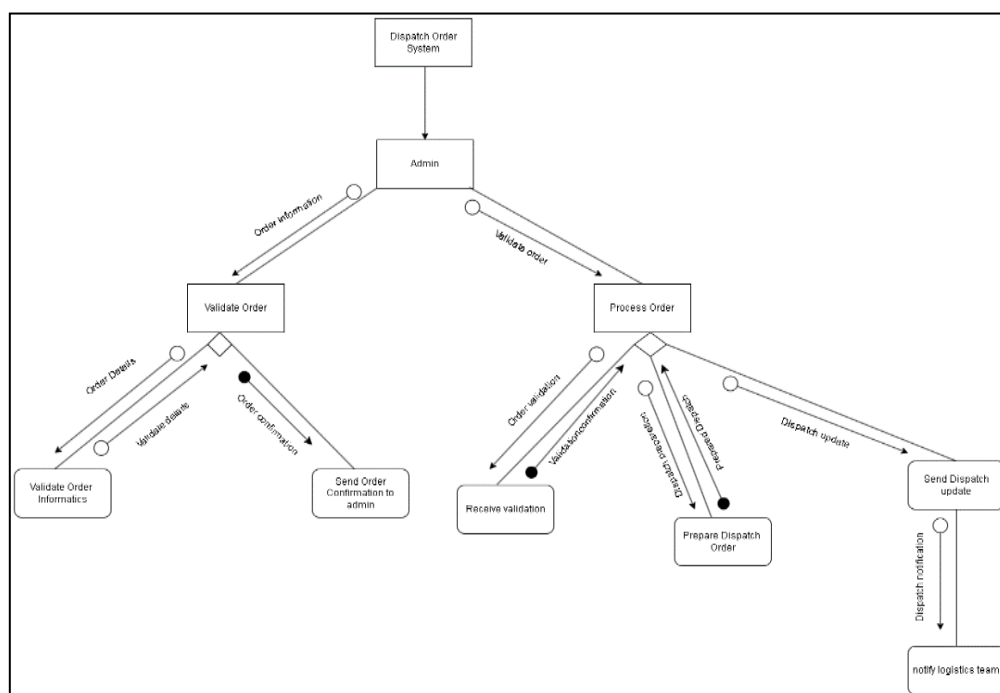 Dispatch Order
System
Admin
Order information
Validate order
Validate Order
Process Order
Order Details
Validate details
Order confirmation
Order validation
Validationconfirmation
Dispatch preparation
Prepared Dispatch
Dispatch update
Validate Order
Informatics
Send Order
Confirmation to
admin
Receive validation
Prepare Dispatch
Order
Send Dispatch
update
Dispatch notification
notify logistics team